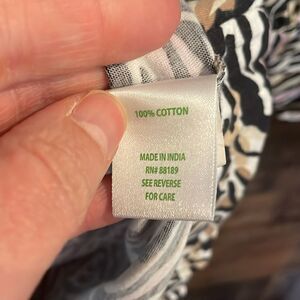 100% COTTON
MADE IN INDIA
RN# 88189
SEE REVERSE
FOR CARE